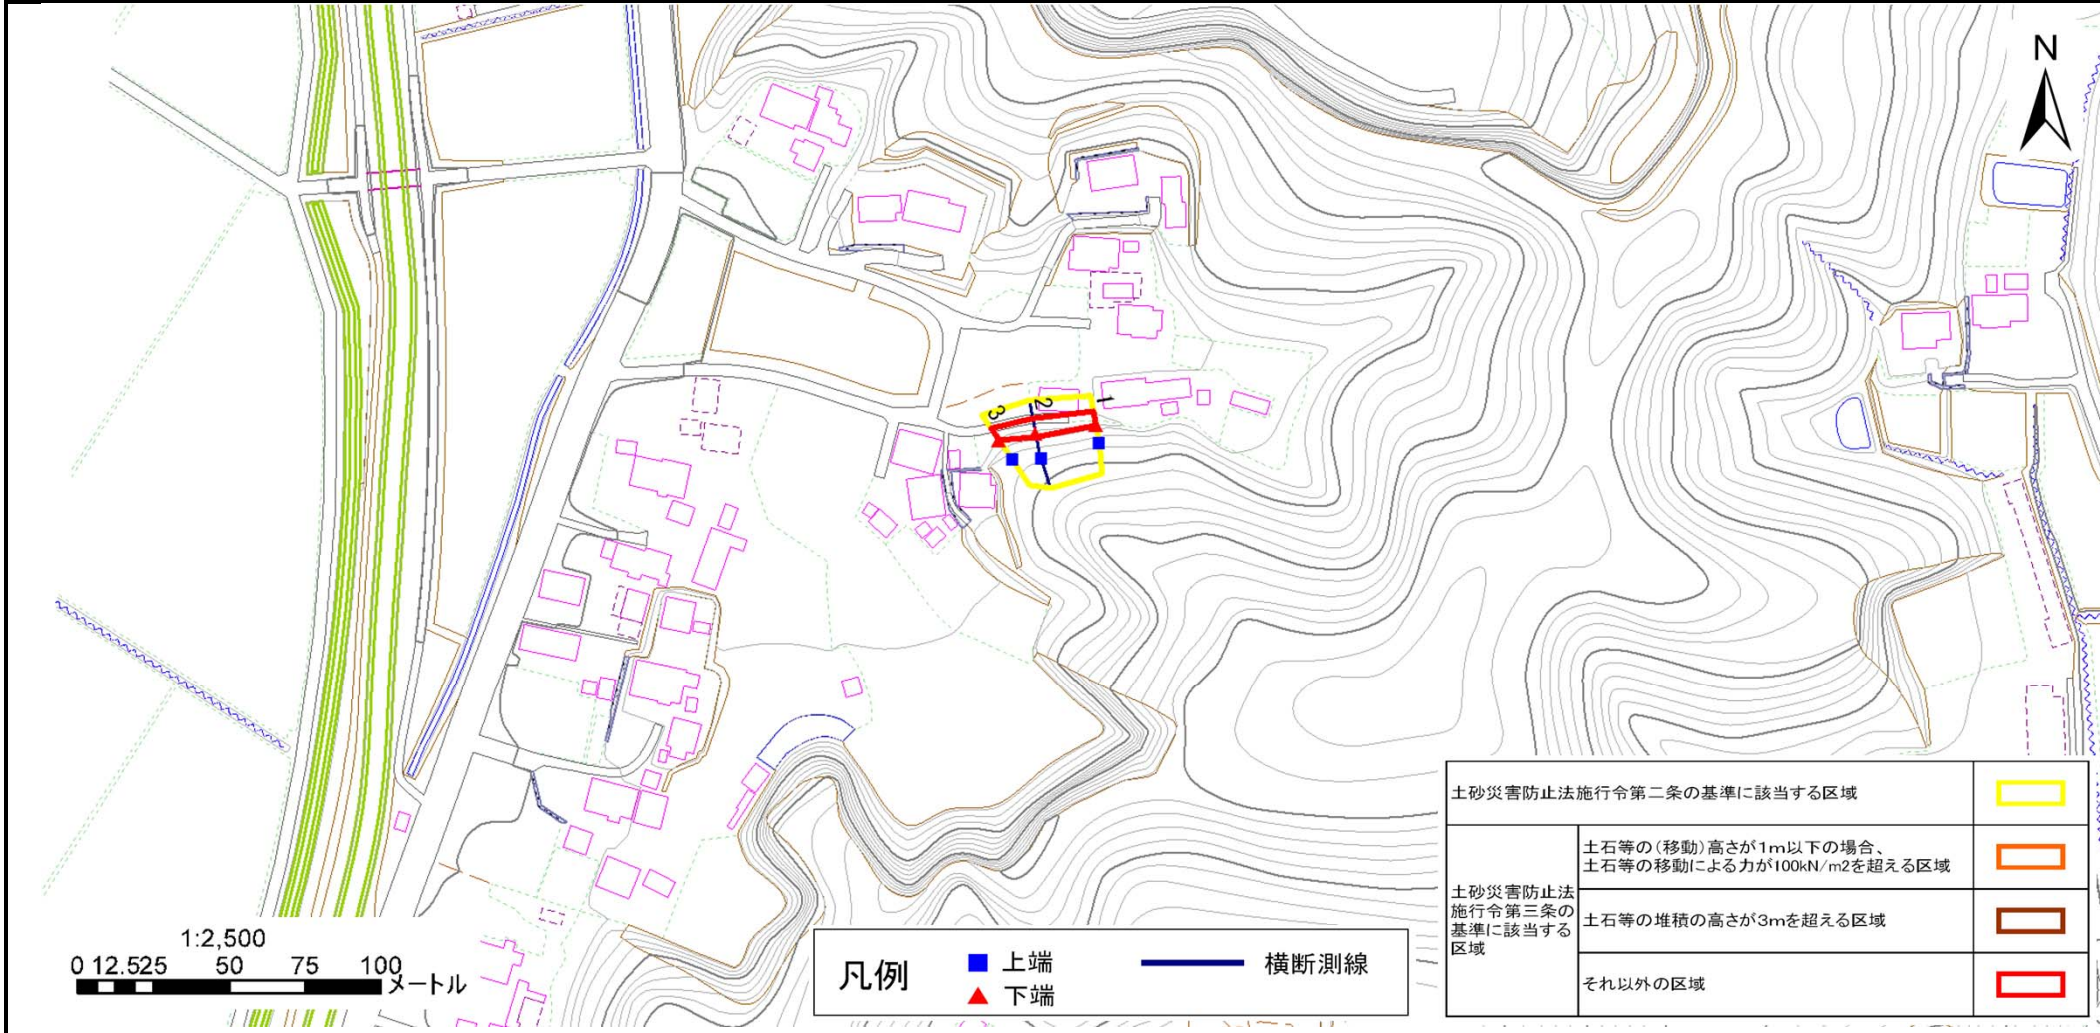 N
3
2
1
土砂災害防止法施行令第二条の基準に該当する区域
土砂災害防止法
施行令第三条の
基準に該当する
区域
土石等の(移動)高さが1m以下の場合、
土石等の移動による力が100kN/m2を超える区域
土石等の堆積の高さが3mを超える区域
それ以外の区域
1:2,500
0 12.525 50 75 100
メートル
凡例
上端
下端
横断測線